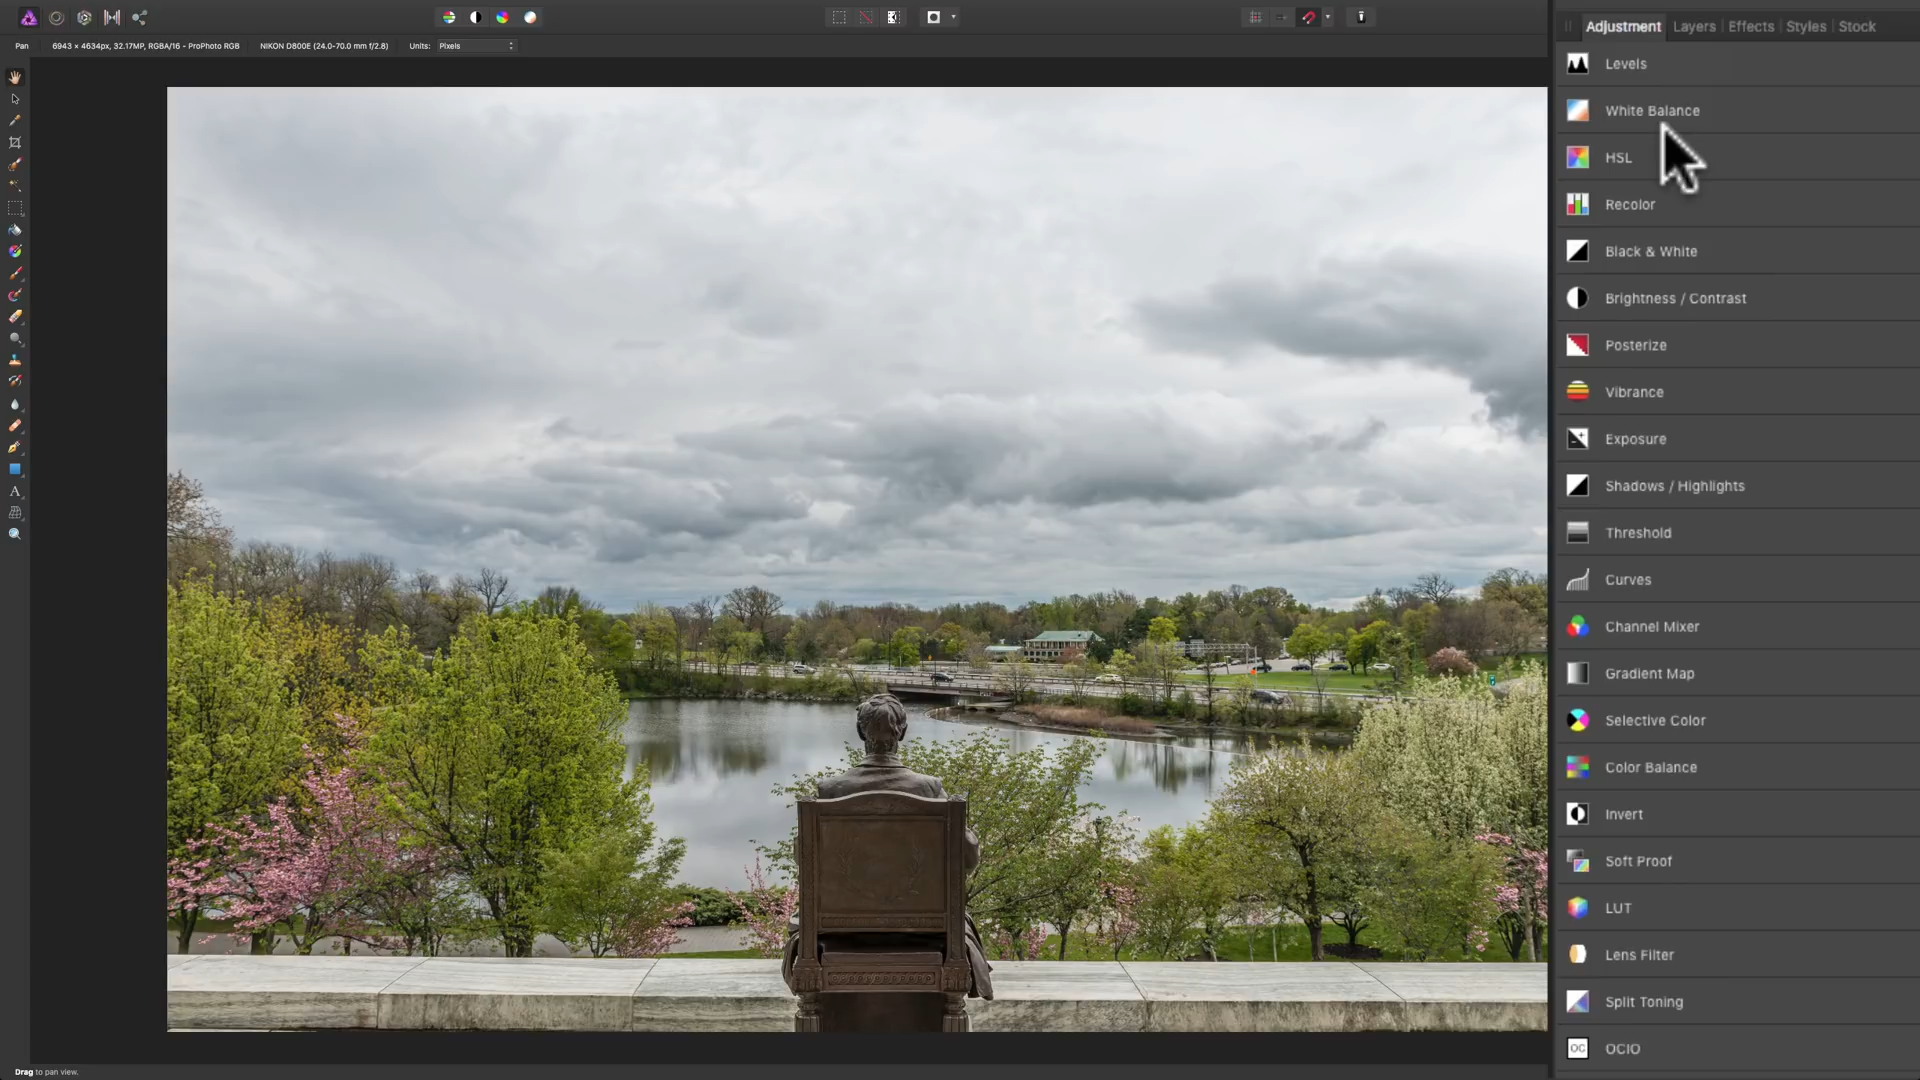 Pan 6943 × 4634px, 32.17MP, RGBA/16 - ProPhoto RGB NIKON D800E (24.0-70.0 mm f/2.8) Units: Pixels
Adjustment Layers Effects Styles Stock
Levels
White Balance
HSL
Recolor
Black & White
Brightness / Contrast
Posterize
Vibrance
Exposure
Shadows / Highlights
Threshold
Curves
Channel Mixer
Gradient Map
Selective Color
Color Balance
Invert
Soft Proof
LUT
Lens Filter
Split Toning
OC OCIO
Drag to pan view.